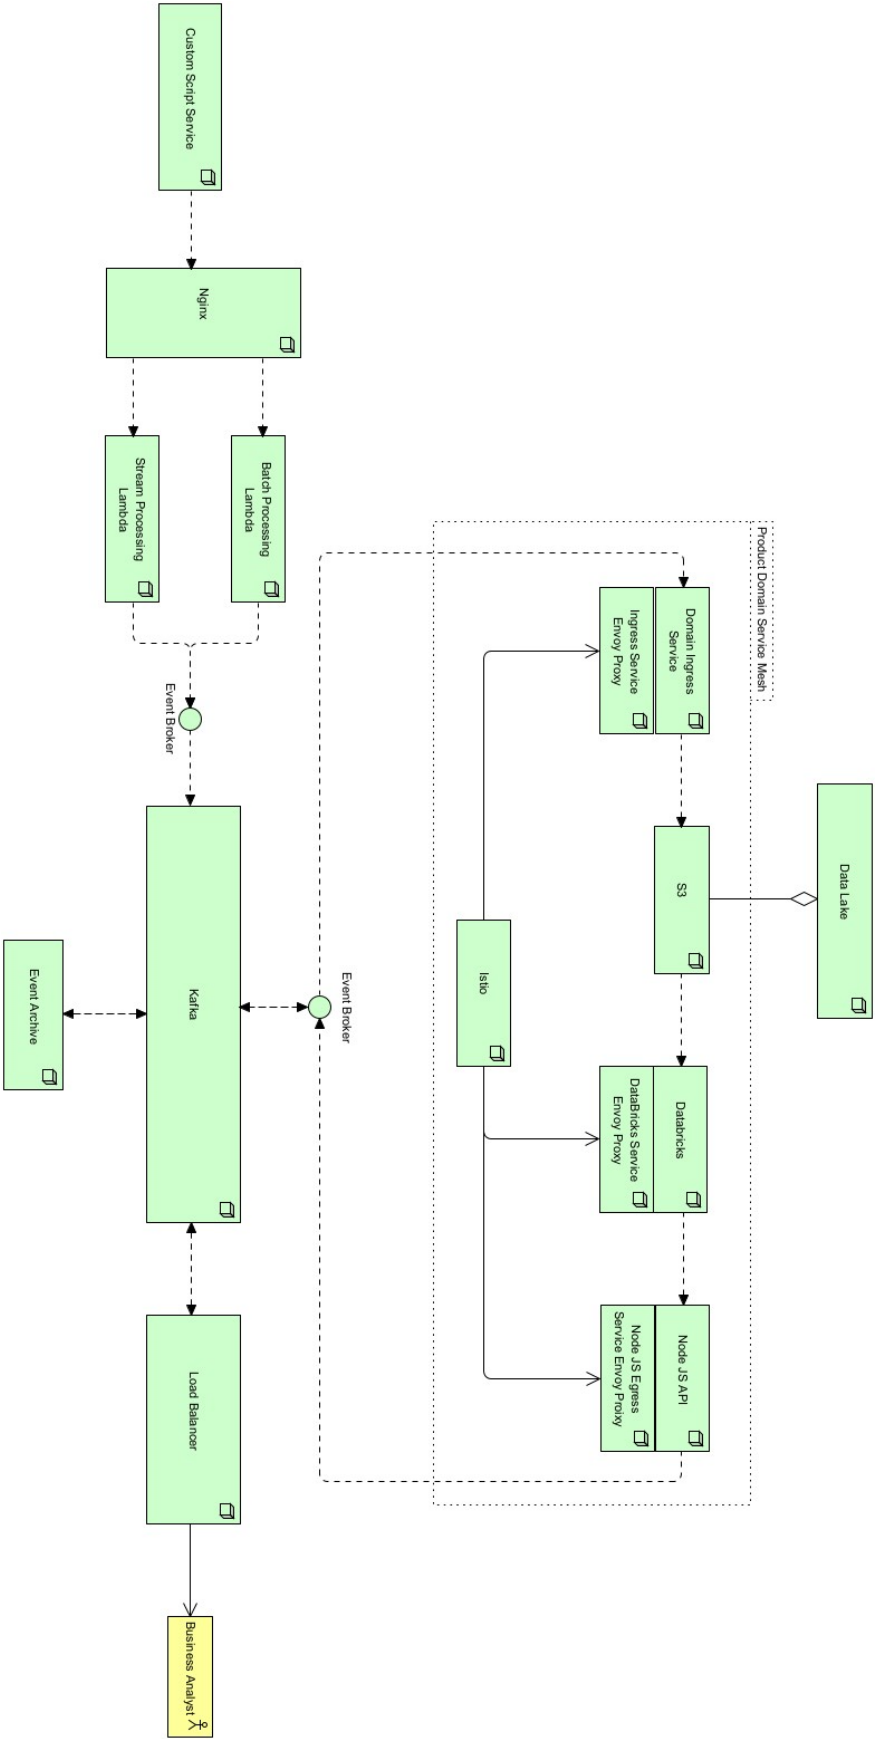 Product Domain Service Mesh
Data Lake
Domain Ingress
Service
Ingress Service
Envoy Proxy
S3
Databricks
DataBricks Service
Envoy Proxy
Node JS API
Node JS Egress
Service Envoy Proixy
Istio
Event Broker
Custom Script Service
Nginx
Batch Processing
Lambda
Stream Processing
Lambda
Event Broker
Kafka
Load Balancer
Business Analyst
Event Archive